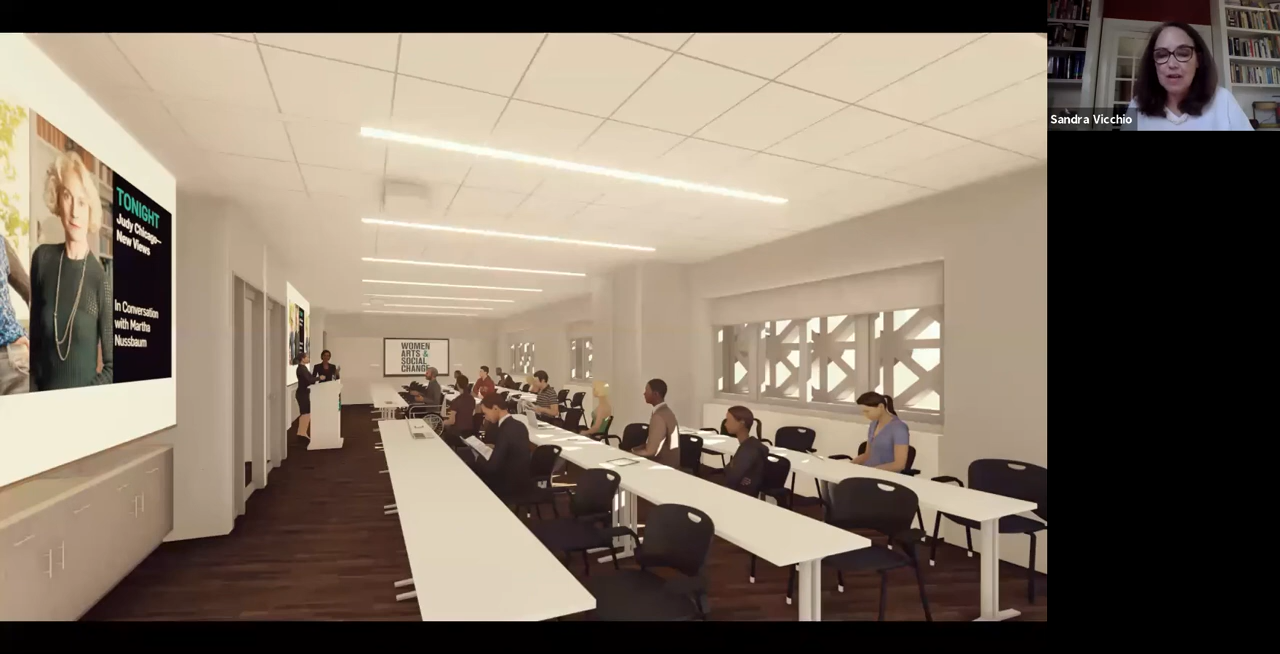 TONIGHT
Judy Chicago—
New Views
In Conversation
with Martha
Nussbaum
WOMEN
ARTS &
SOCIAL
CHANGE
Sandra Vicchio